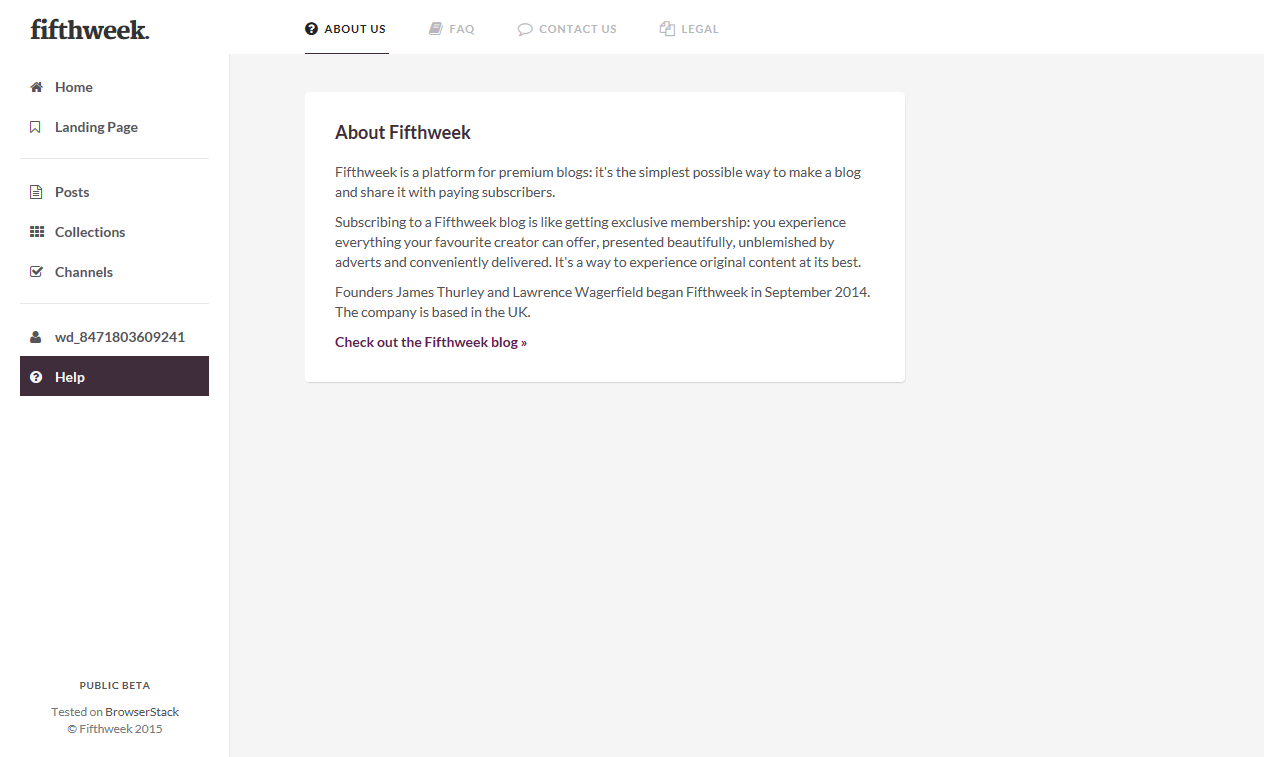 fifthweek.
ABOUT US
FAQ
CONTACT US
LEGAL
Home
Landing Page
Posts
Collections
Channels
wd_8471803609241
Help
About Fifthweek
Fifthweek is a platform for premium blogs: it's the simplest possible way to make a blog
and share it with paying subscribers.
Subscribing to a Fifthweek blog is like getting exclusive membership: you experience
everything your favourite creator can offer, presented beautifully, unblemished by
adverts and conveniently delivered. It's a way to experience original content at its best.
Founders James Thurley and Lawrence Wagerfield began Fifthweek in September 2014.
The company is based in the UK.
Check out the Fifthweek blog »
PUBLIC BETA
Tested on BrowserStack
© Fifthweek 2015